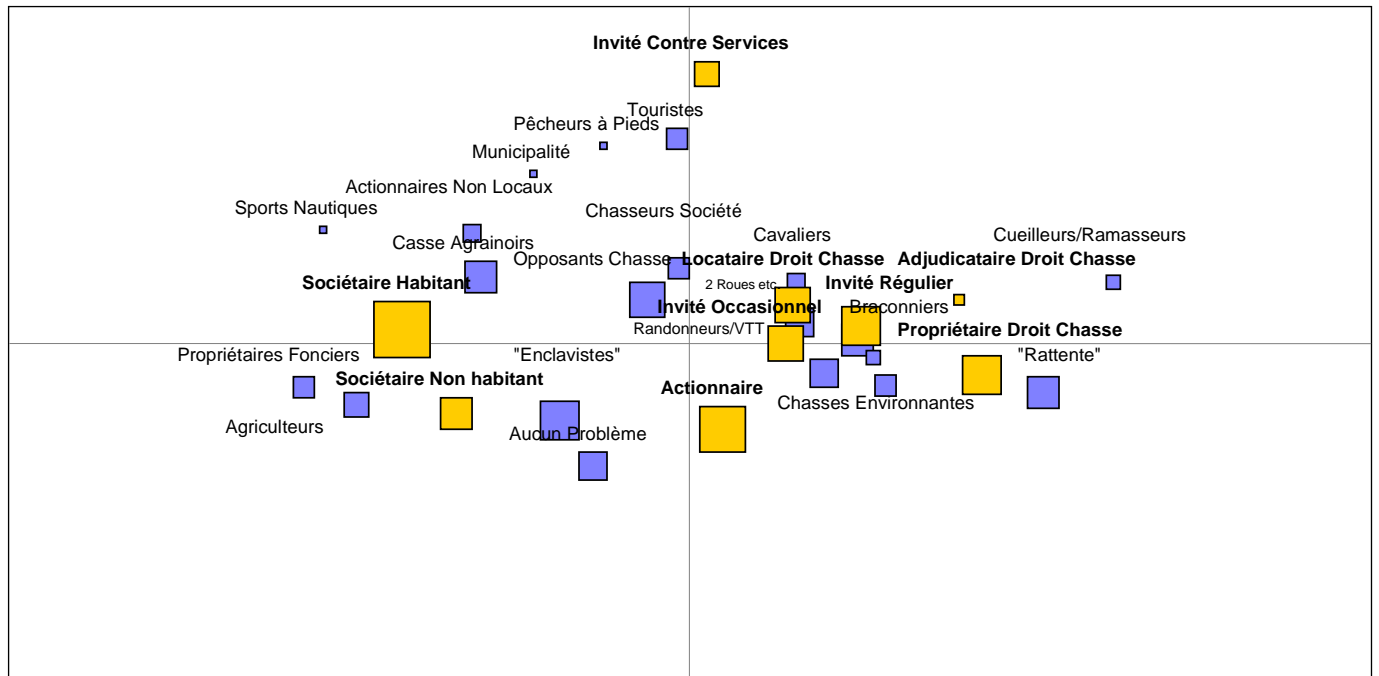 Invité Contre Services
Touristes
Pêcheurs à Pieds
Municipalité
Actionnaires Non Locaux
Sports Nautiques
Chasseurs Société
Casse Agrainoirs
Cavaliers
Cueilleurs/Ramasseurs
Opposants Chasse
Locataire Droit Chasse
Adjudicataire Droit Chasse
Sociétaire Habitant
2 Roues etc.
Invité Régulier
Invité Occasionnel
Braconniers
Randonneurs/VTT
Propriétaire Droit Chasse
Propriétaires Fonciers
"Enclavistes"
"Rattente"
Sociétaire Non habitant
Actionnaire
Chasses Environnantes
Agriculteurs
Aucun Problème